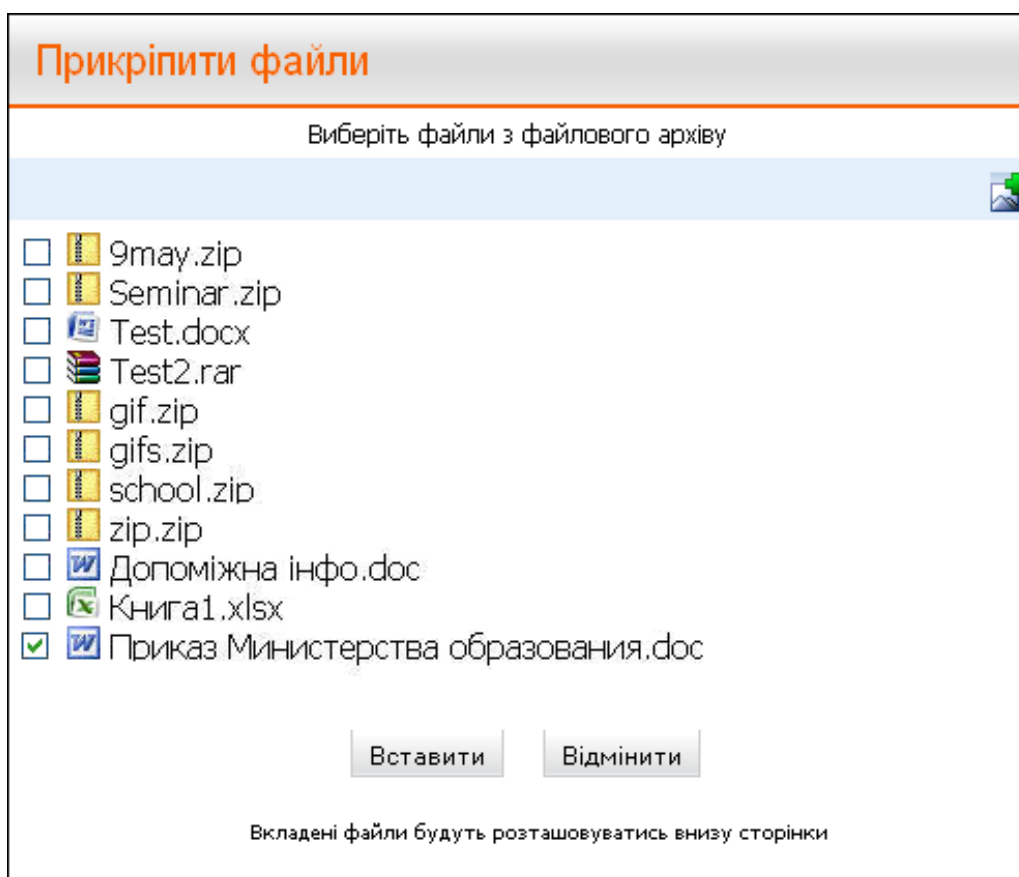 Прикріпити файли
Виберіть файли з файлового архіву
9may.zip
Seminar.zip
Test.docx
Test2.rar
gif.zip
gifs.zip
school.zip
zip.zip
Допоміжна інфо.doc
Книга1.xlsx
Приказ Министерства образования.doc
Вставити Відмінити
Вкладені файли будуть розташовуватись внизу сторінки